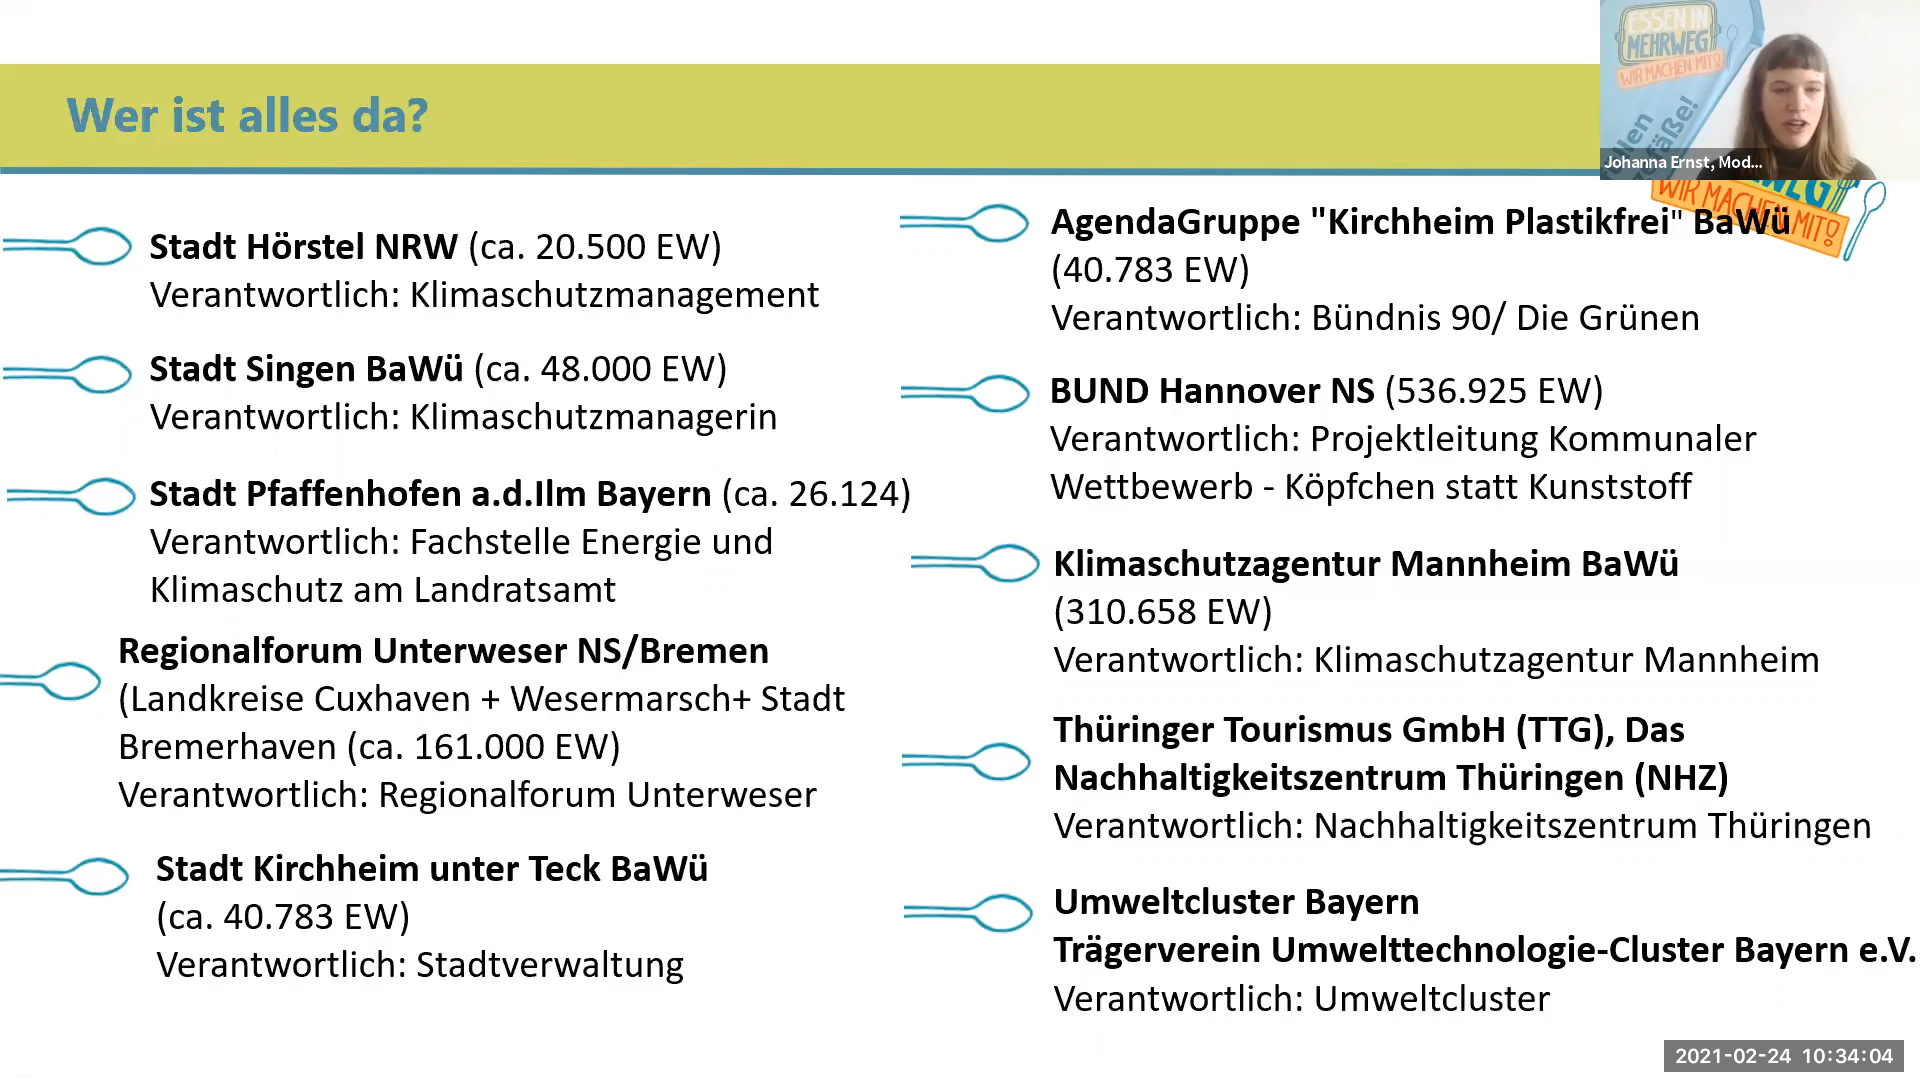 Wer ist alles da?
Stadt Hörstel NRW (ca. 20.500 EW)
Verantwortlich: Klimaschutzmanagement
Stadt Singen BaWü (ca. 48.000 EW)
Verantwortlich: Klimaschutzmanagerin
Stadt Pfaffenhofen a.d.Ilm Bayern (ca. 26.124)
Verantwortlich: Fachstelle Energie und
Klimaschutz am Landratsamt
Regionalforum Unterweser NS/Bremen
(Landkreise Cuxhaven + Wesermarsch+ Stadt
Bremerhaven (ca. 161.000 EW)
Verantwortlich: Regionalforum Unterweser
Stadt Kirchheim unter Teck BaWü
(ca. 40.783 EW)
Verantwortlich: Stadtverwaltung
AgendaGruppe "Kirchheim Plastikfrei" BaWü
(40.783 EW)
Verantwortlich: Bündnis 90/ Die Grünen
BUND Hannover NS (536.925 EW)
Verantwortlich: Projektleitung Kommunaler
Wettbewerb - Köpfchen statt Kunststoff
Klimaschutzagentur Mannheim BaWü
(310.658 EW)
Verantwortlich: Klimaschutzagentur Mannheim
Thüringer Tourismus GmbH (TTG), Das
Nachhaltigkeitszentrum Thüringen (NHZ)
Verantwortlich: Nachhaltigkeitszentrum Thüringen
Umweltcluster Bayern
Trägerverein Umwelttechnologie-Cluster Bayern e.V.
Verantwortlich: Umweltcluster
ESSEN IN
MEHRWEG
WIR MACHEN MIT!
Johanna Ernst, Mod...
WIR MACHEN MIT!
2021-02-24 10:34:04